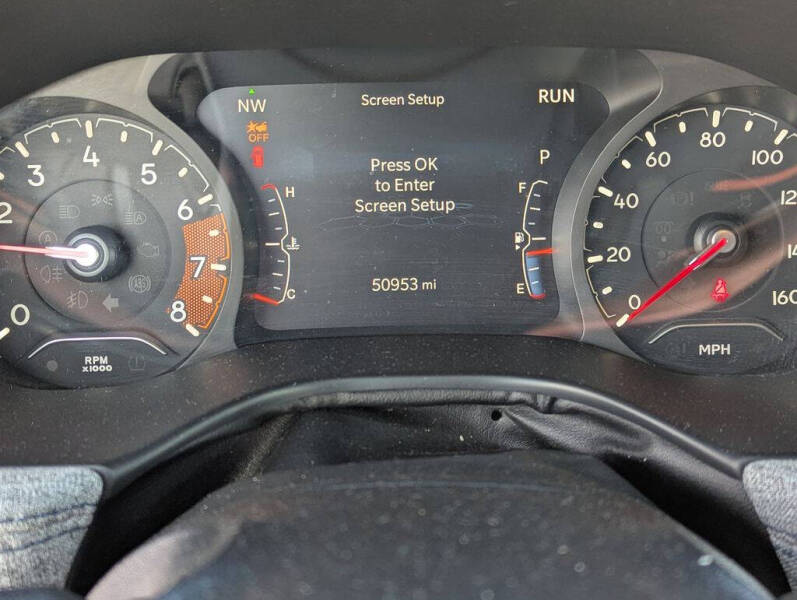 NW
Screen Setup
RUN
OFF
P
Press OK
to Enter
Screen Setup
H
C
F
E
50953 mi
0
2
3
4
5
6
7
8
RPM
x1000
0
20
40
60
80
100
160
MPH